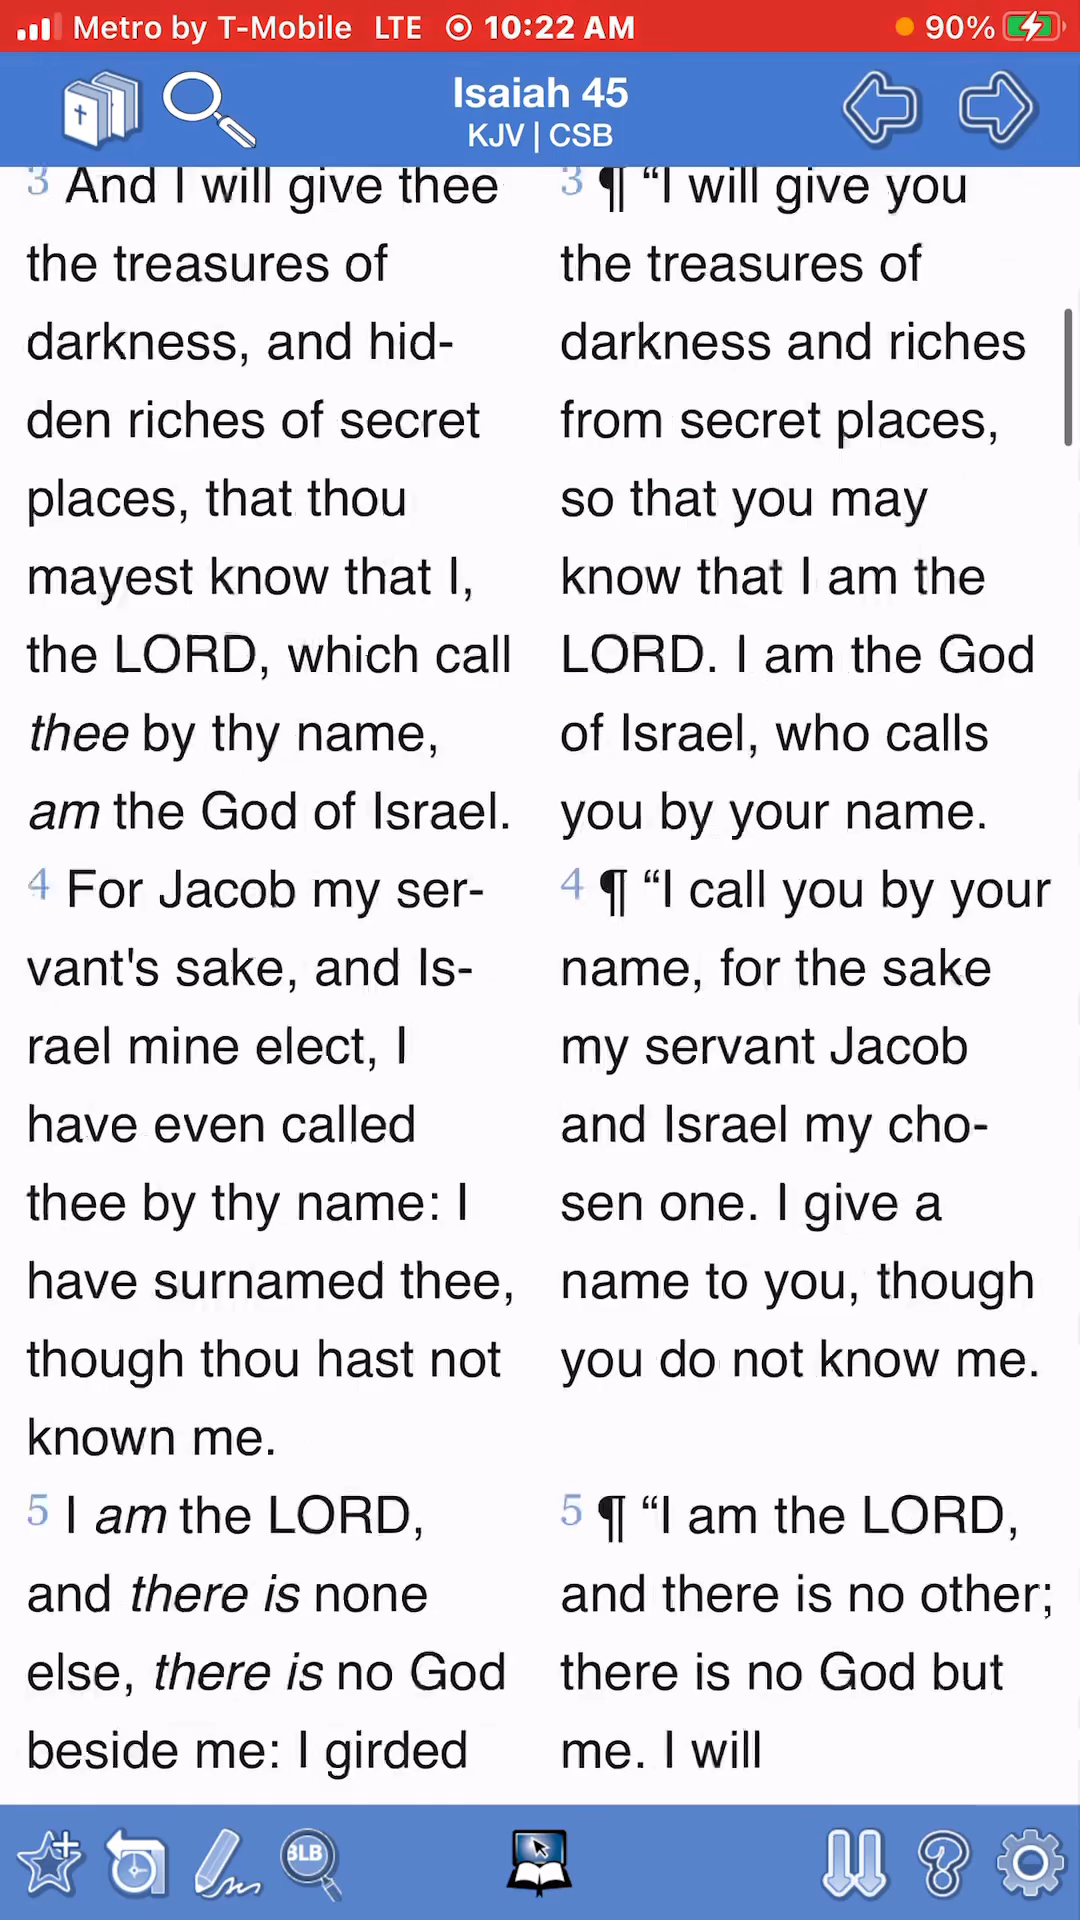 Metro by T-Mobile LTE 10:22 AM 90%
Isaiah 45
KJV | CSB
3 And I will give thee
the treasures of
darkness, and hid-
den riches of secret
places, that thou
mayest know that I,
the LORD, which call
thee by thy name,
am the God of Israel.
4 For Jacob my ser-
vant's sake, and Is-
rael mine elect, I
have even called
thee by thy name: I
have surnamed thee,
though thou hast not
known me.
5 I am the LORD,
and there is none
else, there is no God
beside me: I girded
3 ¶ “I will give you
the treasures of
darkness and riches
from secret places,
so that you may
know that I am the
LORD. I am the God
of Israel, who calls
you by your name.
4 ¶ “I call you by your
name, for the sake
my servant Jacob
and Israel my cho-
sen one. I give a
name to you, though
you do not know me.
5 ¶ “I am the LORD,
and there is no other;
there is no God but
me. I will
BLB